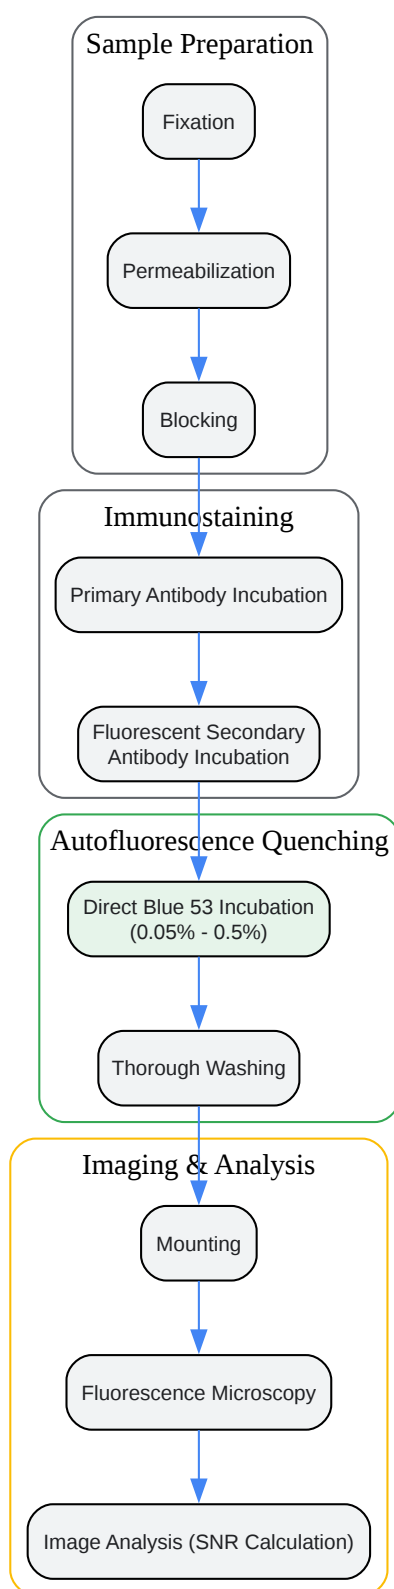 Sample Preparation
Fixation
Permeabilization
Blocking
Immunostaining
Primary Antibody Incubation
Fluorescent Secondary
Antibody Incubation
Autofluorescence Quenching
Direct Blue 53 Incubation
(0.05% - 0.5%)
Thorough Washing
Imaging & Analysis
Mounting
Fluorescence Microscopy
Image Analysis (SNR Calculation)